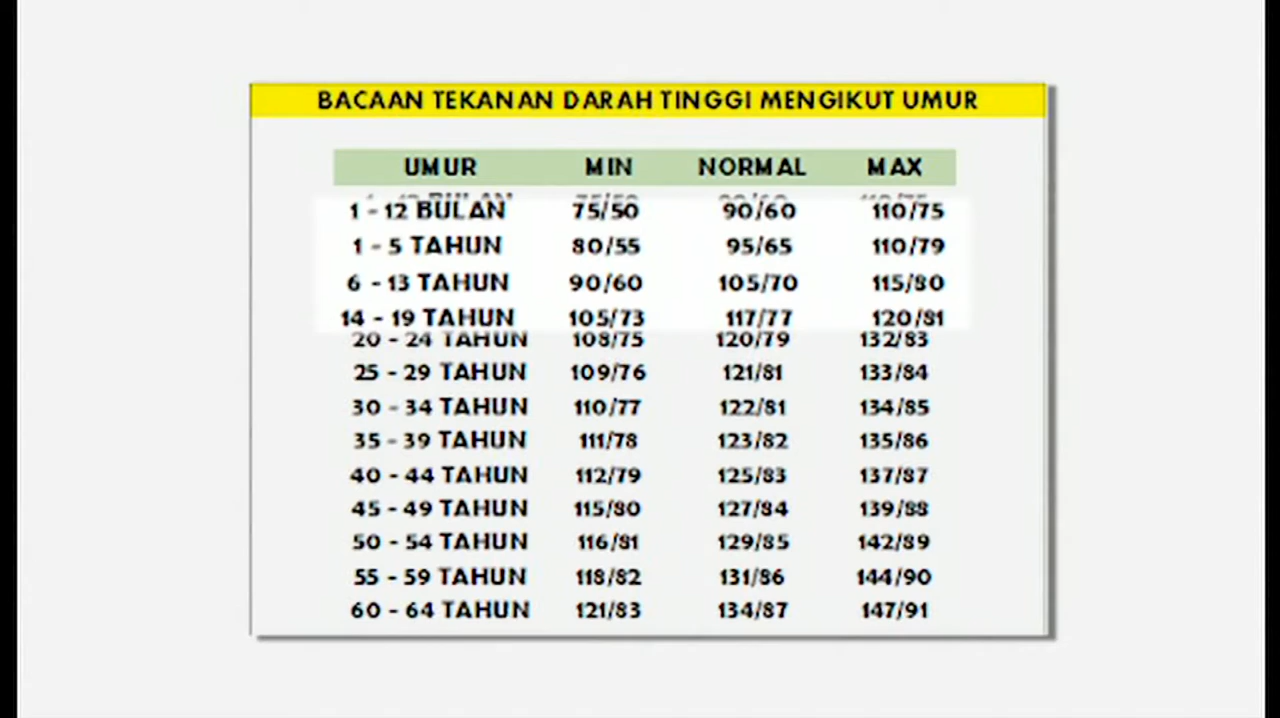 BACAAN TEKANAN DARAH TINGGI MENGIKUT UMUR
UMUR MIN NORMAL MAX
1 - 12 BULAN 75/50 90/60 110/75
1 - 5 TAHUN 80/55 95/65 110/79
6 - 13 TAHUN 90/60 105/70 115/80
14 - 19 TAHUN 105/73 117/77 120/81
20 - 24 TAHUN 108/75 120/79 132/83
25 - 29 TAHUN 109/76 121/81 133/84
30 - 34 TAHUN 110/77 122/81 134/85
35 - 39 TAHUN 111/78 123/82 135/86
40 - 44 TAHUN 112/79 125/83 137/87
45 - 49 TAHUN 115/80 127/84 139/88
50 - 54 TAHUN 116/81 129/85 142/89
55 - 59 TAHUN 118/82 131/86 144/90
60 - 64 TAHUN 121/83 134/87 147/91